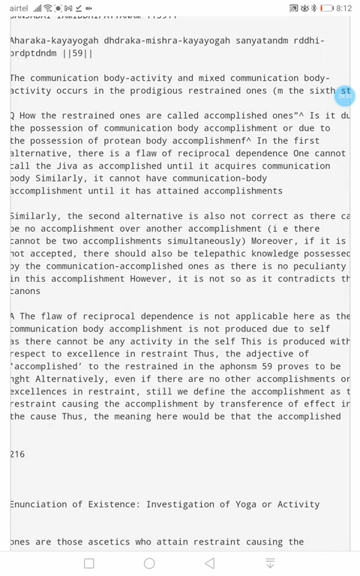 airtel
8:12
Aharaka-kayayogah dhdraka-mishra-kayayogah sanyatandm rddhi-
prdptdndm ||59||
The communication body-activity and mixed communication body-
activity occurs in the prodigious restrained ones (m the sixth st
Q How the restrained ones are called accomplished ones"^ Is it du
the possession of communication body accomplishment or due to
the possession of protean body accomplishmenf^ In the first
alternative, there is a flaw of reciprocal dependence One cannot
call the Jiva as accomplished until it acquires communication
body Similarly, it cannot have communication-body
accomplishment until it has attained accomplishments
Similarly, the second alternative is also not correct as there ca
be no accomplishment over another accomplishment (i e there
cannot be two accomplishments simultaneously) Moreover, if it is
not accepted, there should also be telepathic knowledge possessed
by the communication-accomplished ones as there is no peculianty
in this accomplishment However, it is not so as it contradicts th
canons
A The flaw of reciprocal dependence is not applicable here as the
communication body accomplishment is not produced due to self
as there cannot be any activity in the self This is produced with
respect to excellence in restraint Thus, the adjective of
'accomplished' to the restrained in the aphonsm 59 proves to be
nght Alternatively, even if there are no other accomplishments or
excellences in restraint, still we define the accomplishment as t
restraint causing the accomplishment by transference of effect in
the cause Thus, the meaning here would be that the accomplished
216
Enunciation of Existence: Investigation of Yoga or Activity
ones are those ascetics who attain restraint causing the